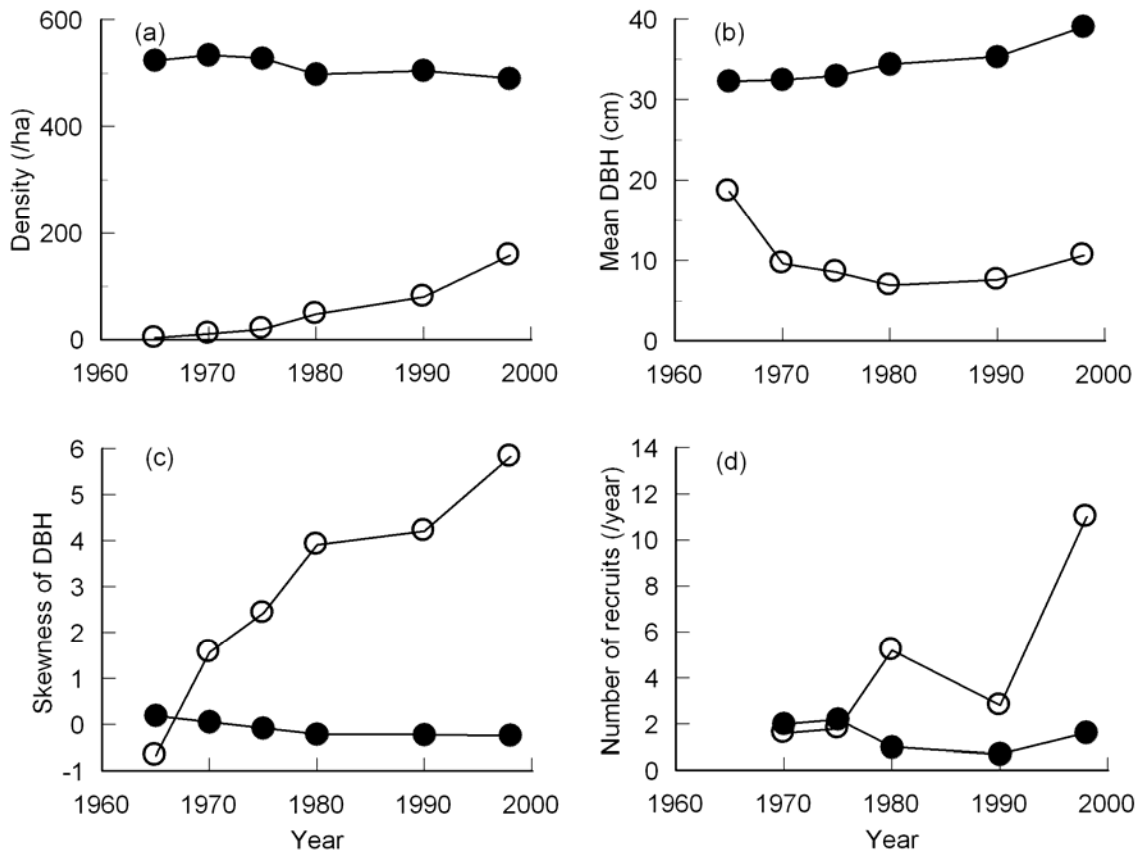 (a)
Density (/ha)
600
400
200
0
1960 1970 1980 1990 2000
(b)
Mean DBH (cm)
40
30
20
10
0
1960 1970 1980 1990 2000
(c)
Skewness of DBH
6
5
4
3
2
1
0
-1
1960 1970 1980 1990 2000
Year
(d)
Number of recruits (/year)
14
12
10
8
6
4
2
0
1960 1970 1980 1990 2000
Year